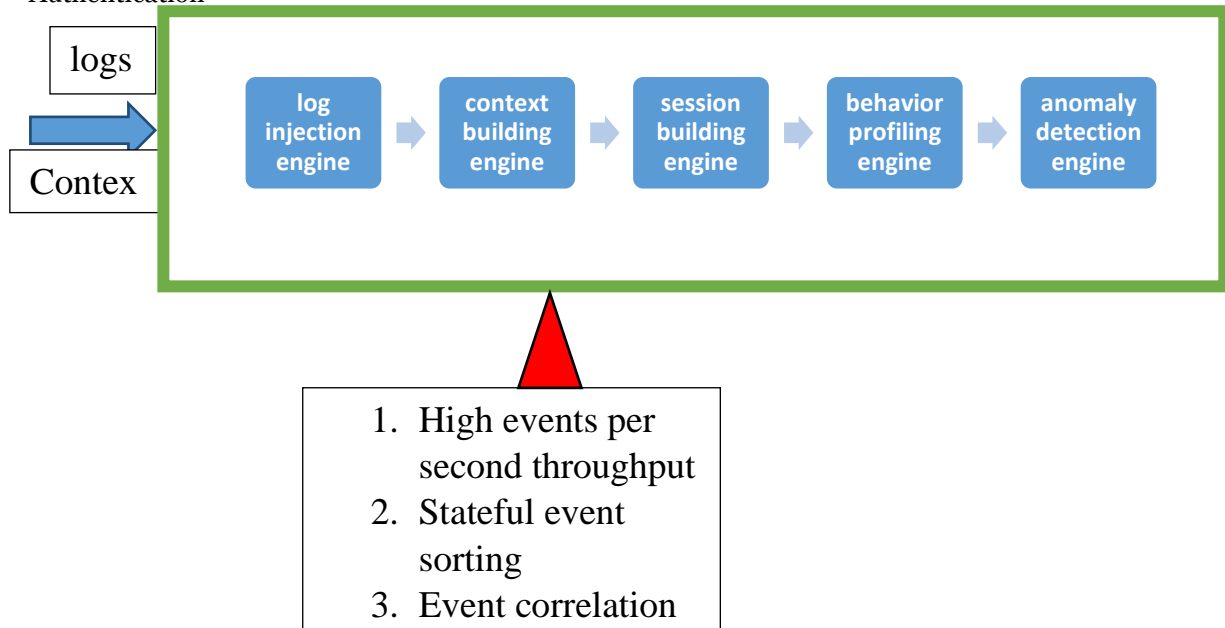 Authentication
logs
Contex
log
injection
engine
context
building
engine
session
building
engine
behavior
profiling
engine
anomaly
detection
engine
1. High events per
second throughput
2. Stateful event
sorting
3. Event correlation